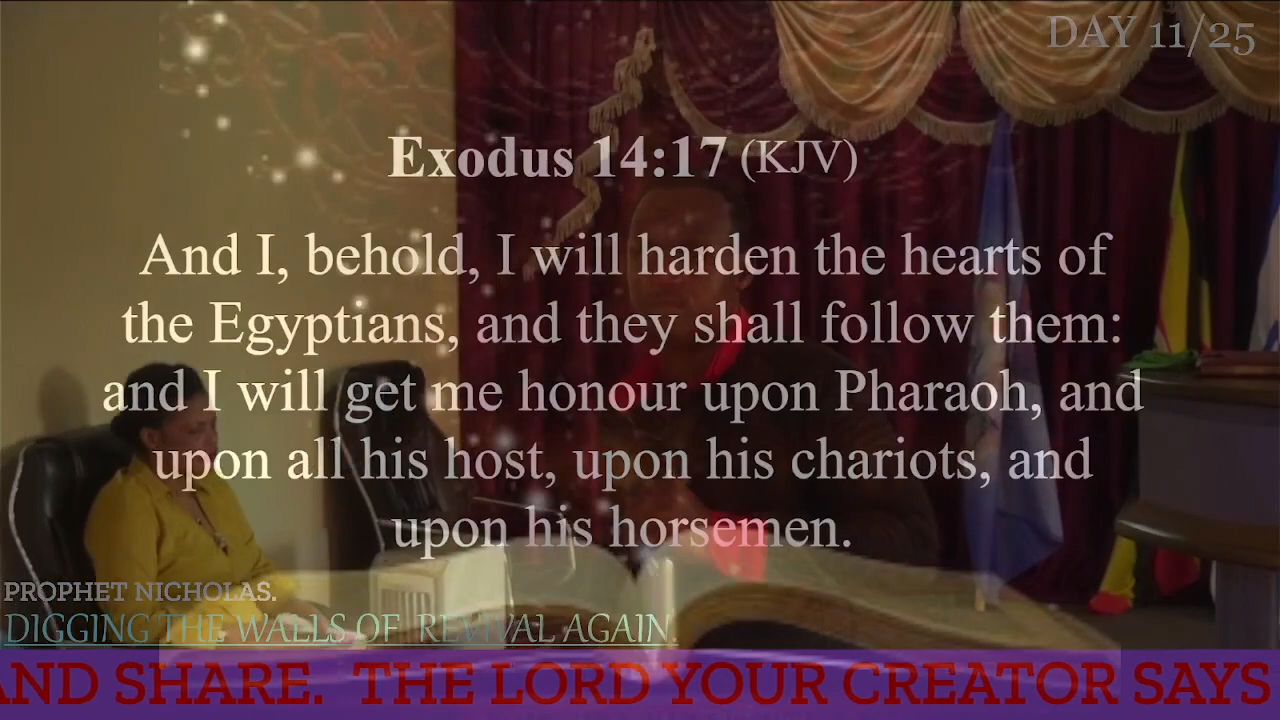 DAY 11/25
Exodus 14:17 (KJV)
And I, behold, I will harden the hearts of
the Egyptians, and they shall follow them:
and I will get me honour upon Pharaoh, and
upon all his host, upon his chariots, and
upon his horsemen.
PROPHET NICHOLAS.
DIGGING THE WALLS OF REVIVAL AGAIN.
AND SHARE. THE LORD YOUR CREATOR SAYS